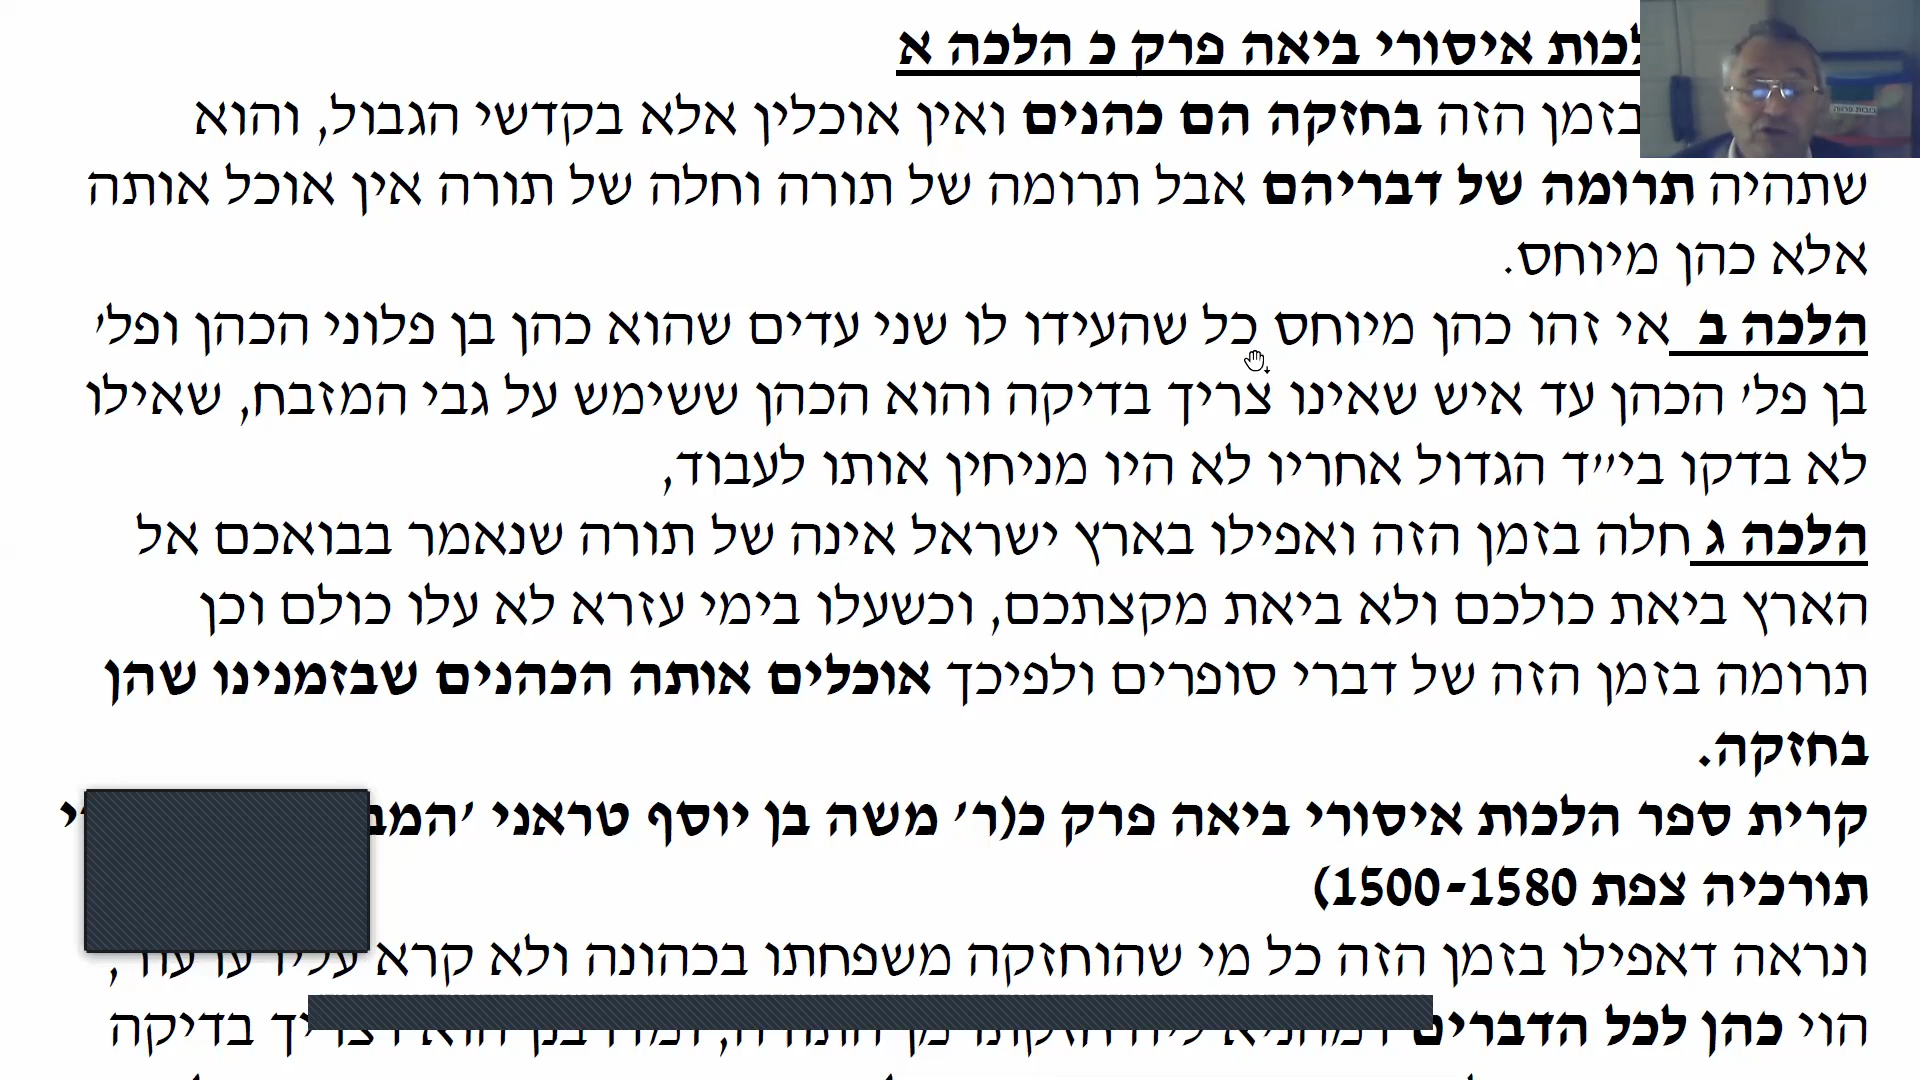 הלכות איסורי ביאה פרק כ הלכה א
בזמן הזה בחזקה הם כהנים ואין אוכלין אלא בקדשי הגבול, והוא
שתהיה תרומה של דבריהם אבל תרומה של תורה וחלה של תורה אין אוכל אותה
אלא כהן מיוחס.
הלכה ב אי זהו כהן מיוחס כל שהעידו לו שני עדים שהוא כהן בן פלוני הכהן ופל'
בן פל' הכהן עד איש שאינו צריך בדיקה והוא הכהן ששימש על גבי המזבח, שאילו
לא בדקו בי"ד הגדול אחריו לא היו מניחין אותו לעבוד,
הלכה ג חלה בזמן הזה ואפילו בארץ ישראל אינה של תורה שנאמר בבואכם אל
הארץ ביאת כולכם ולא ביאת מקצתכם, וכשעלו בימי עזרא לא עלו כולם וכן
תרומה בזמן הזה של דברי סופרים ולפיכך אוכלים אותה הכהנים שבזמנינו שהן
בחזקה.
קרית ספר הלכות איסורי ביאה פרק כ(ר' משה בן יוסף טראני
תורכיה צפת 1500-1580)
ונראה דאפילו בזמן הזה כל מי שהוחזקה משפחתו בכהונה ולא קרא עליו
הוי כהן לכל הדברים בדיקה